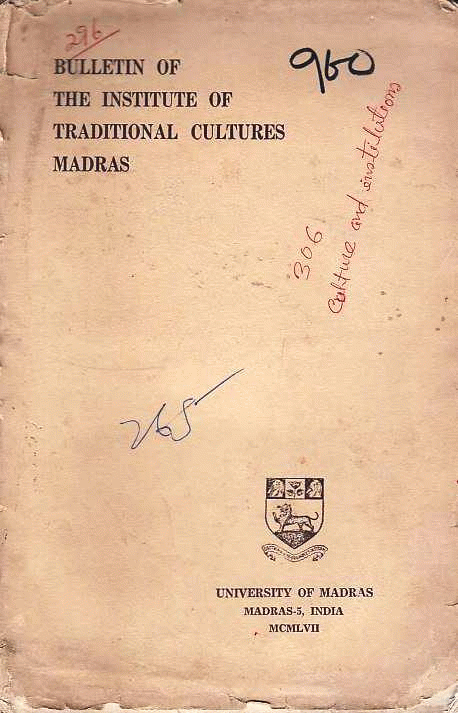 296
960
BULLETIN OF
THE INSTITUTE OF
TRADITIONAL CULTURES
MADRAS
306
Culture and institutions
265
UNIVERSITY OF MADRAS
MADRAS-5, INDIA
MCMLVII